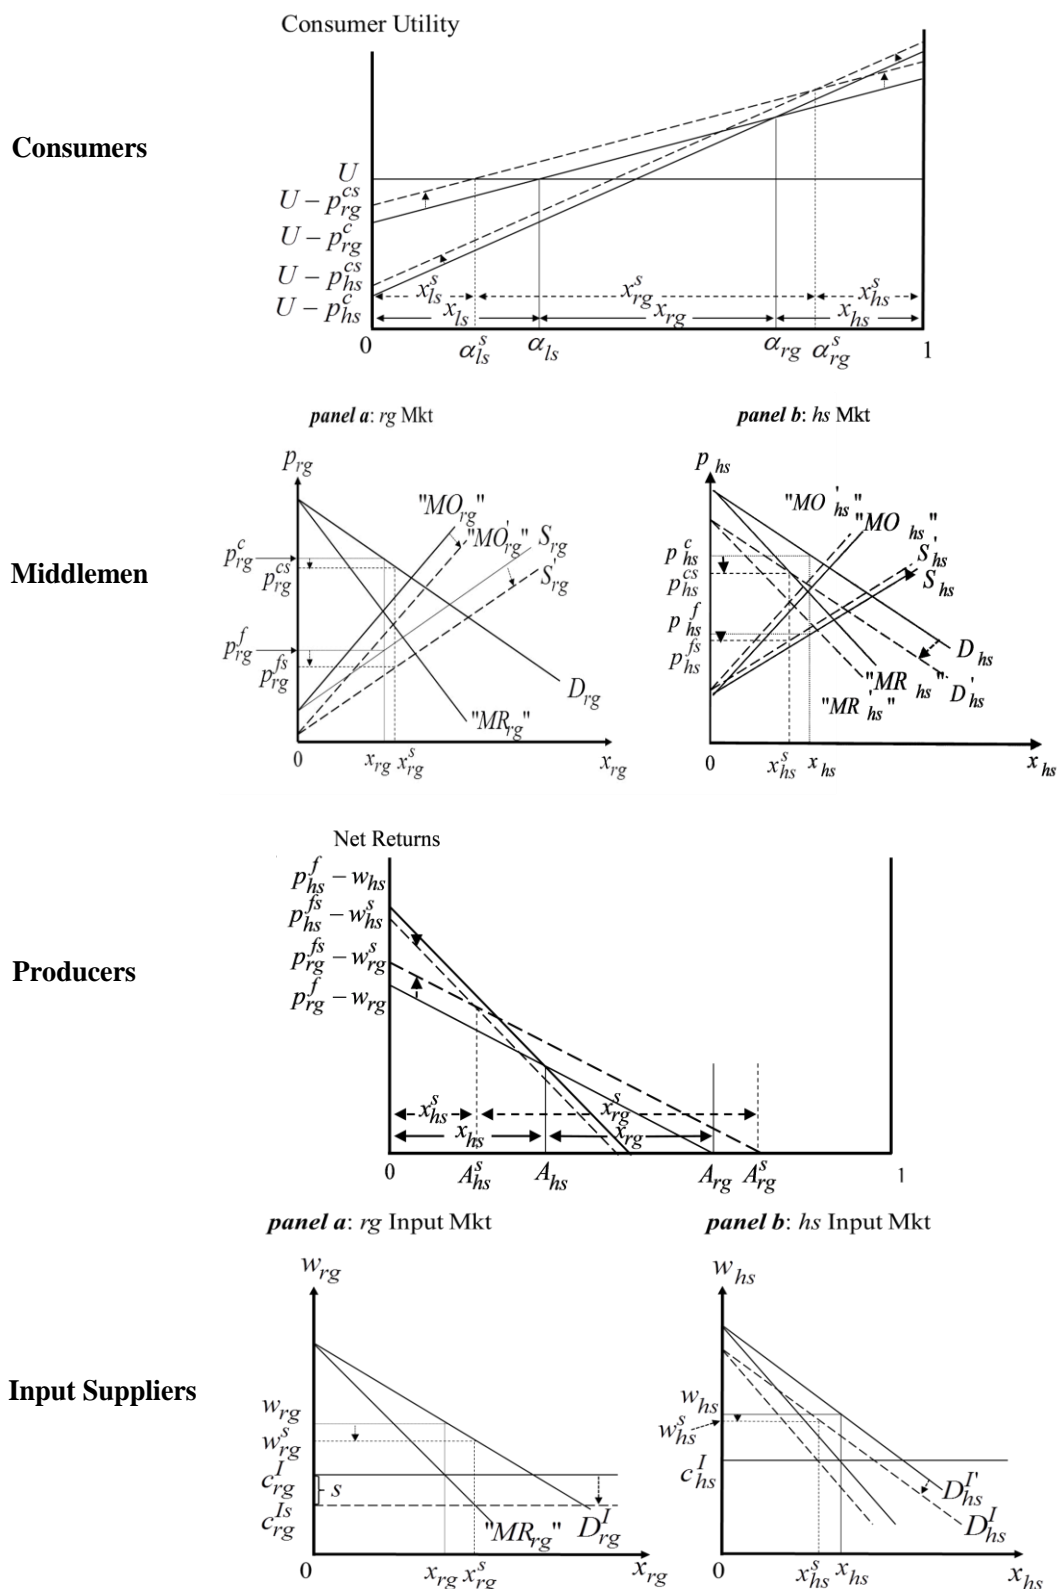 Consumer Utility
Consumers
U
U − p_rg^cs
U − p_rg^c
U − p_hs^cs
U − p_hs^c
x_ls^s x_rg^s x_hs^s
x_ls x_rg x_hs
0 α_ls^s α_ls α_rg α_rg^s 1
panel a: rg Mkt
panel b: hs Mkt
Middlemen
p_rg
"MO_rg"
"MO'_rg"
S_rg
S'_rg
p_rg^c
p_rg^cs
p_rg^f
p_rg^fs
D_rg
"MR_rg"
0 x_rg x_rg^s x_rg
p_hs
"MO'_hs"
"MO_hs"
S'_hs
S_hs
p_hs^c
p_hs^cs
p_hs^f
p_hs^fs
D_hs
"MR_hs"
D'_hs
"MR'_hs"
0 x_hs^s x_hs x_hs
Net Returns
Producers
p_hs^f − w_hs
p_hs^fs − w_hs^s
p_rg^fs − w_rg^s
p_rg^f − w_rg
x_hs^s x_rg^s
x_hs x_rg
0 A_hs^s A_hs A_rg A_rg^s 1
panel a: rg Input Mkt
panel b: hs Input Mkt
Input Suppliers
w_rg
w_rg
w_rg^s
c_rg^I
s
c_rg^Is
"MR_rg"
D_rg^I
0 x_rg x_rg^s x_rg
w_hs
w_hs
w_hs^s
c_hs^I
D_hs^I'
D_hs^I
0 x_hs^s x_hs x_hs